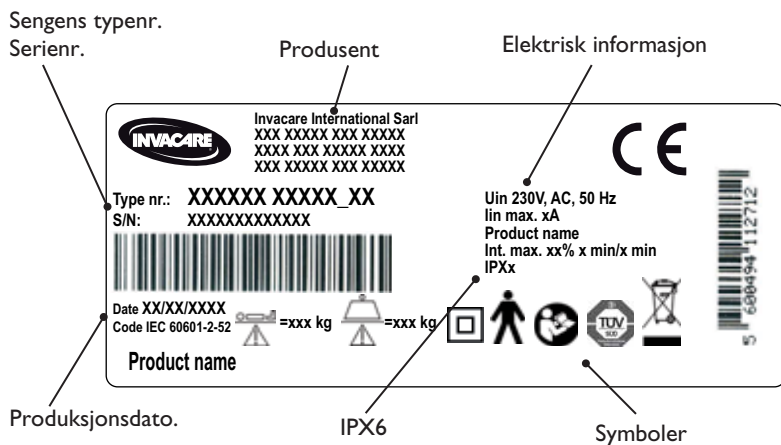 Sengens typenr.
Serienr.
Produsent
Elektrisk informasjon
INVACARE
Invacare International Sarl
XXX XXXXX XXX XXXXX
XXXX XXX XXXXX XXXX
XXX XXXXX XXX XXXXX
CE
Type nr.: XXXXXX XXXXX_XX
S/N: XXXXXXXXXXXXX
Uin 230V, AC, 50 Hz
Iin max. xA
Product name
Int. max. xx% x min/x min
IPXx
5 600494 112712
Date XX/XX/XXXX
Code IEC 60601-2-52
=xxx kg
=xxx kg
TUV
SUD
Product name
Produksjonsdato.
IPX6
Symboler